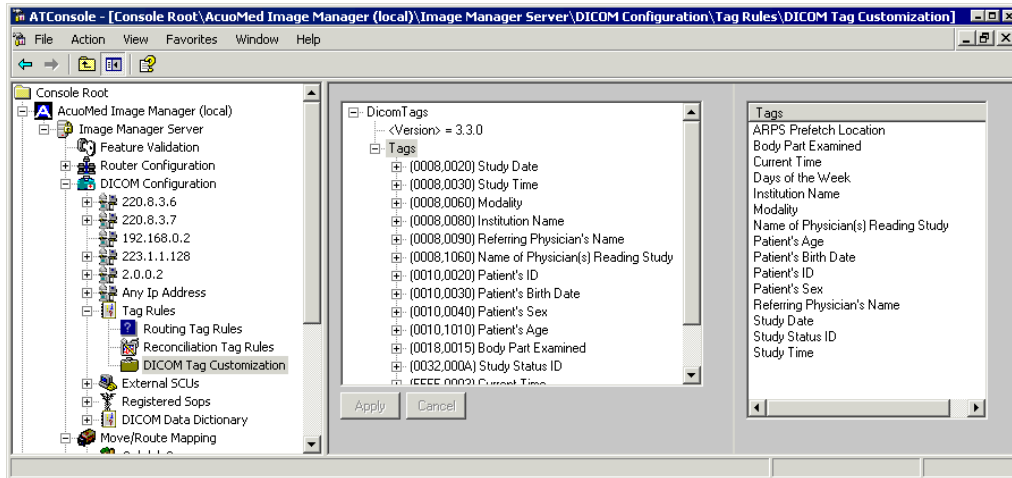 ATConsole - [Console Root\AcuoMed Image Manager (local)\Image Manager Server\DICOM Configuration\Tag Rules\DICOM Tag Customization]
File Action View Favorites Window Help
Console Root
AcuoMed Image Manager (local)
Image Manager Server
Feature Validation
Router Configuration
DICOM Configuration
220.8.3.6
220.8.3.7
192.168.0.2
223.1.1.128
2.0.0.2
Any Ip Address
Tag Rules
Routing Tag Rules
Reconciliation Tag Rules
DICOM Tag Customization
External SCUs
Registered Sops
DICOM Data Dictionary
Move/Route Mapping
DicomTags
<Version> = 3.3.0
Tags
(0008,0020) Study Date
(0008,0030) Study Time
(0008,0060) Modality
(0008,0080) Institution Name
(0008,0090) Referring Physician's Name
(0008,1060) Name of Physician(s) Reading Study
(0010,0020) Patient's ID
(0010,0030) Patient's Birth Date
(0010,0040) Patient's Sex
(0010,1010) Patient's Age
(0018,0015) Body Part Examined
(0032,000A) Study Status ID
(FFFF,0003) Current Time
Apply Cancel
Tags
ARPS Prefetch Location
Body Part Examined
Current Time
Days of the Week
Institution Name
Modality
Name of Physician(s) Reading Study
Patient's Age
Patient's Birth Date
Patient's ID
Patient's Sex
Referring Physician's Name
Study Date
Study Status ID
Study Time